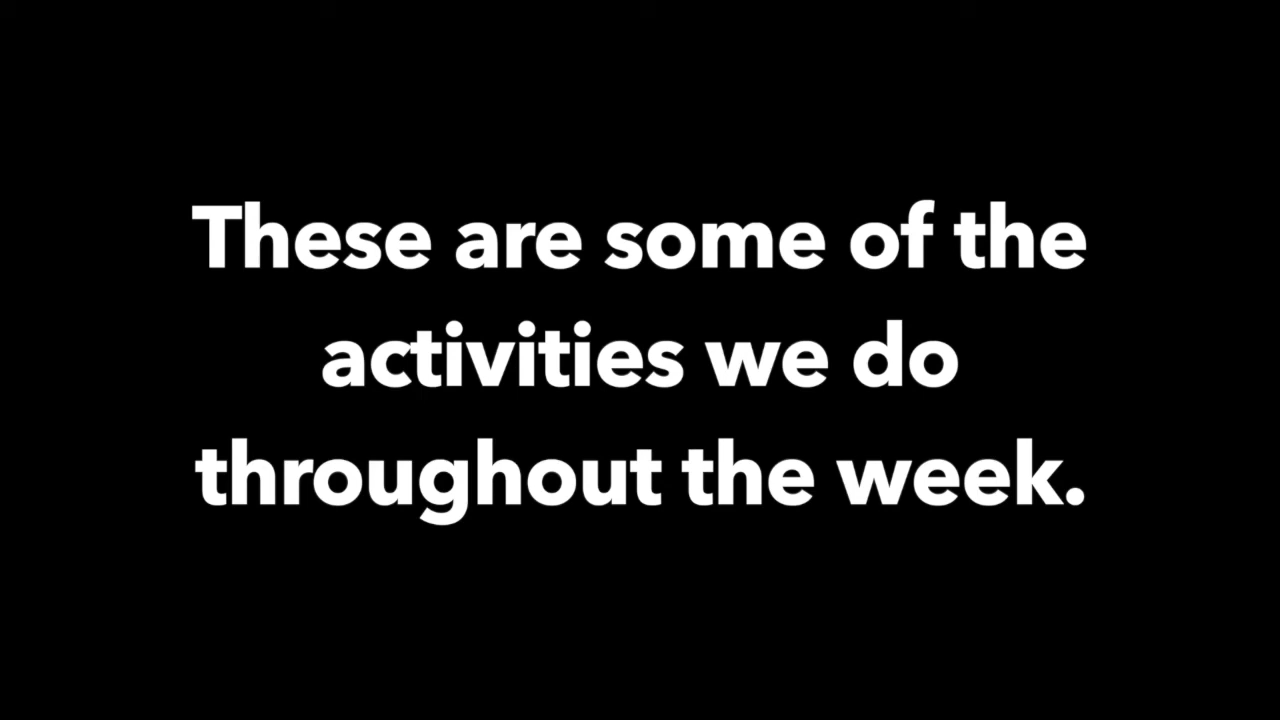 These are some of the
activities we do
throughout the week.